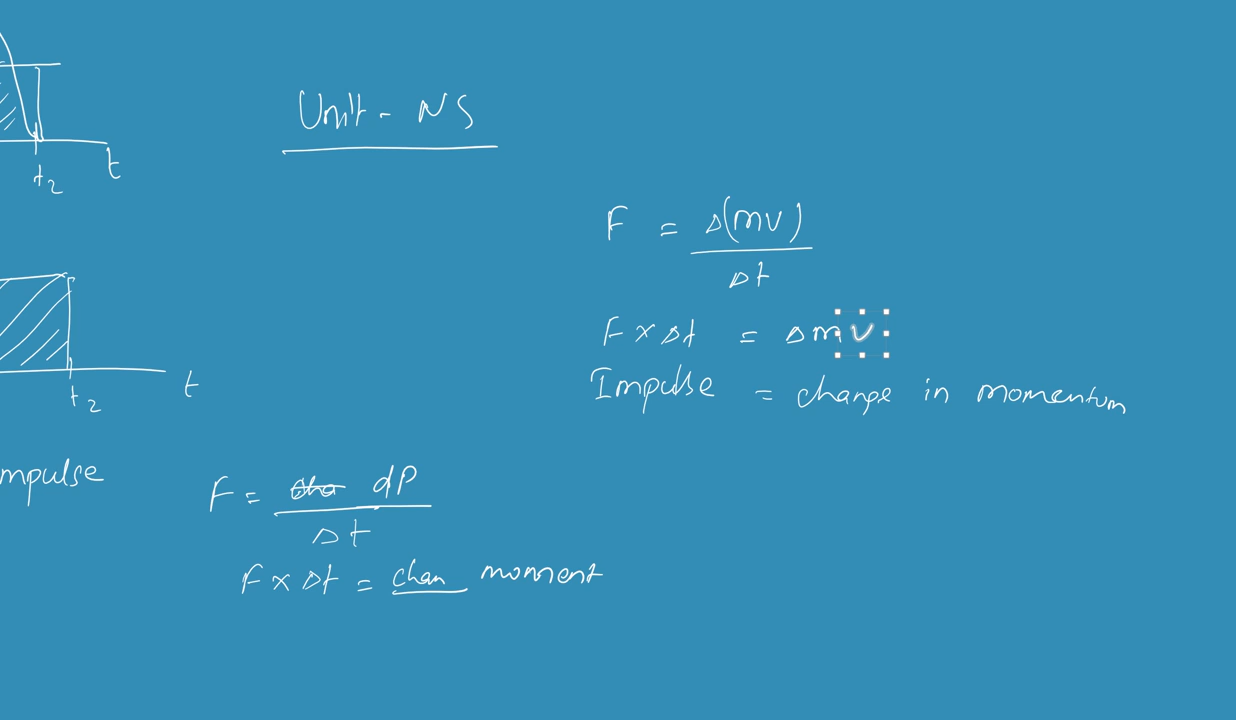 t₂ t
Unit - NS
F = Δ(mv) / Δt
F × Δt = Δmv
Impulse = change in momentum
t₂ t
mpulse
F = dP / Δt
F × Δt = chan moment